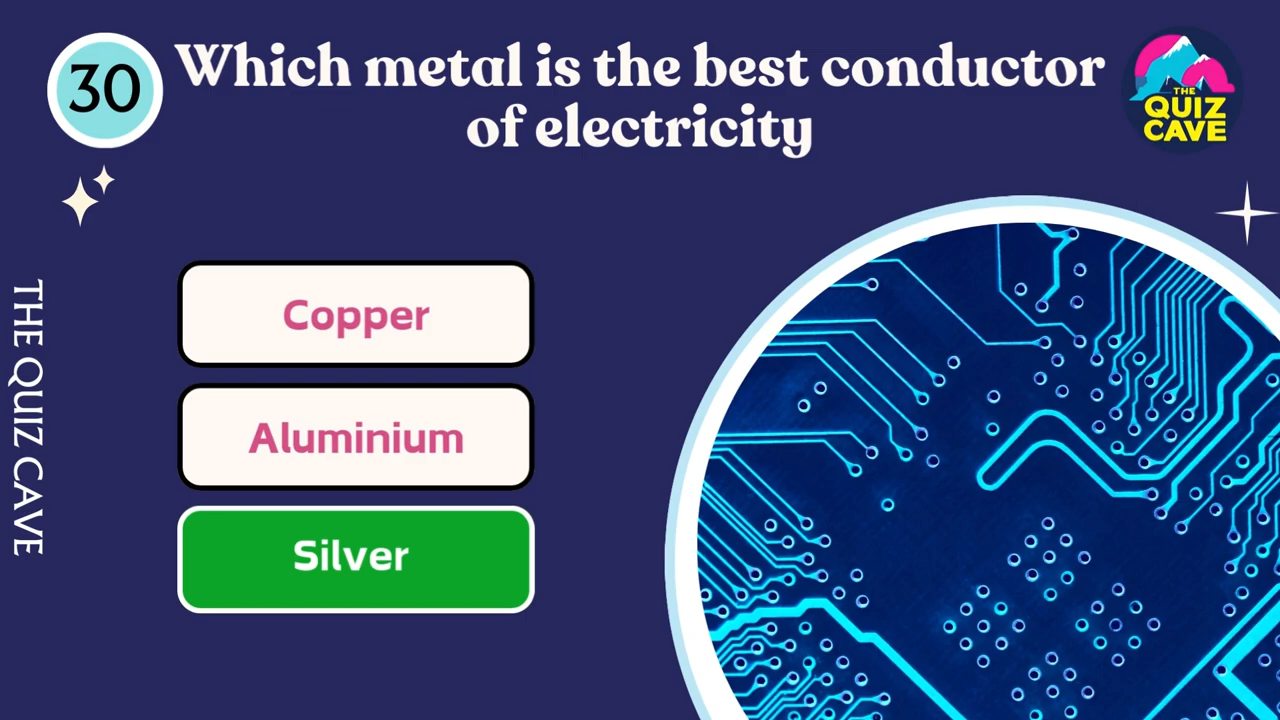 30
Which metal is the best conductor
of electricity
THE
QUIZ
CAVE
THE QUIZ CAVE
Copper
Aluminium
Silver